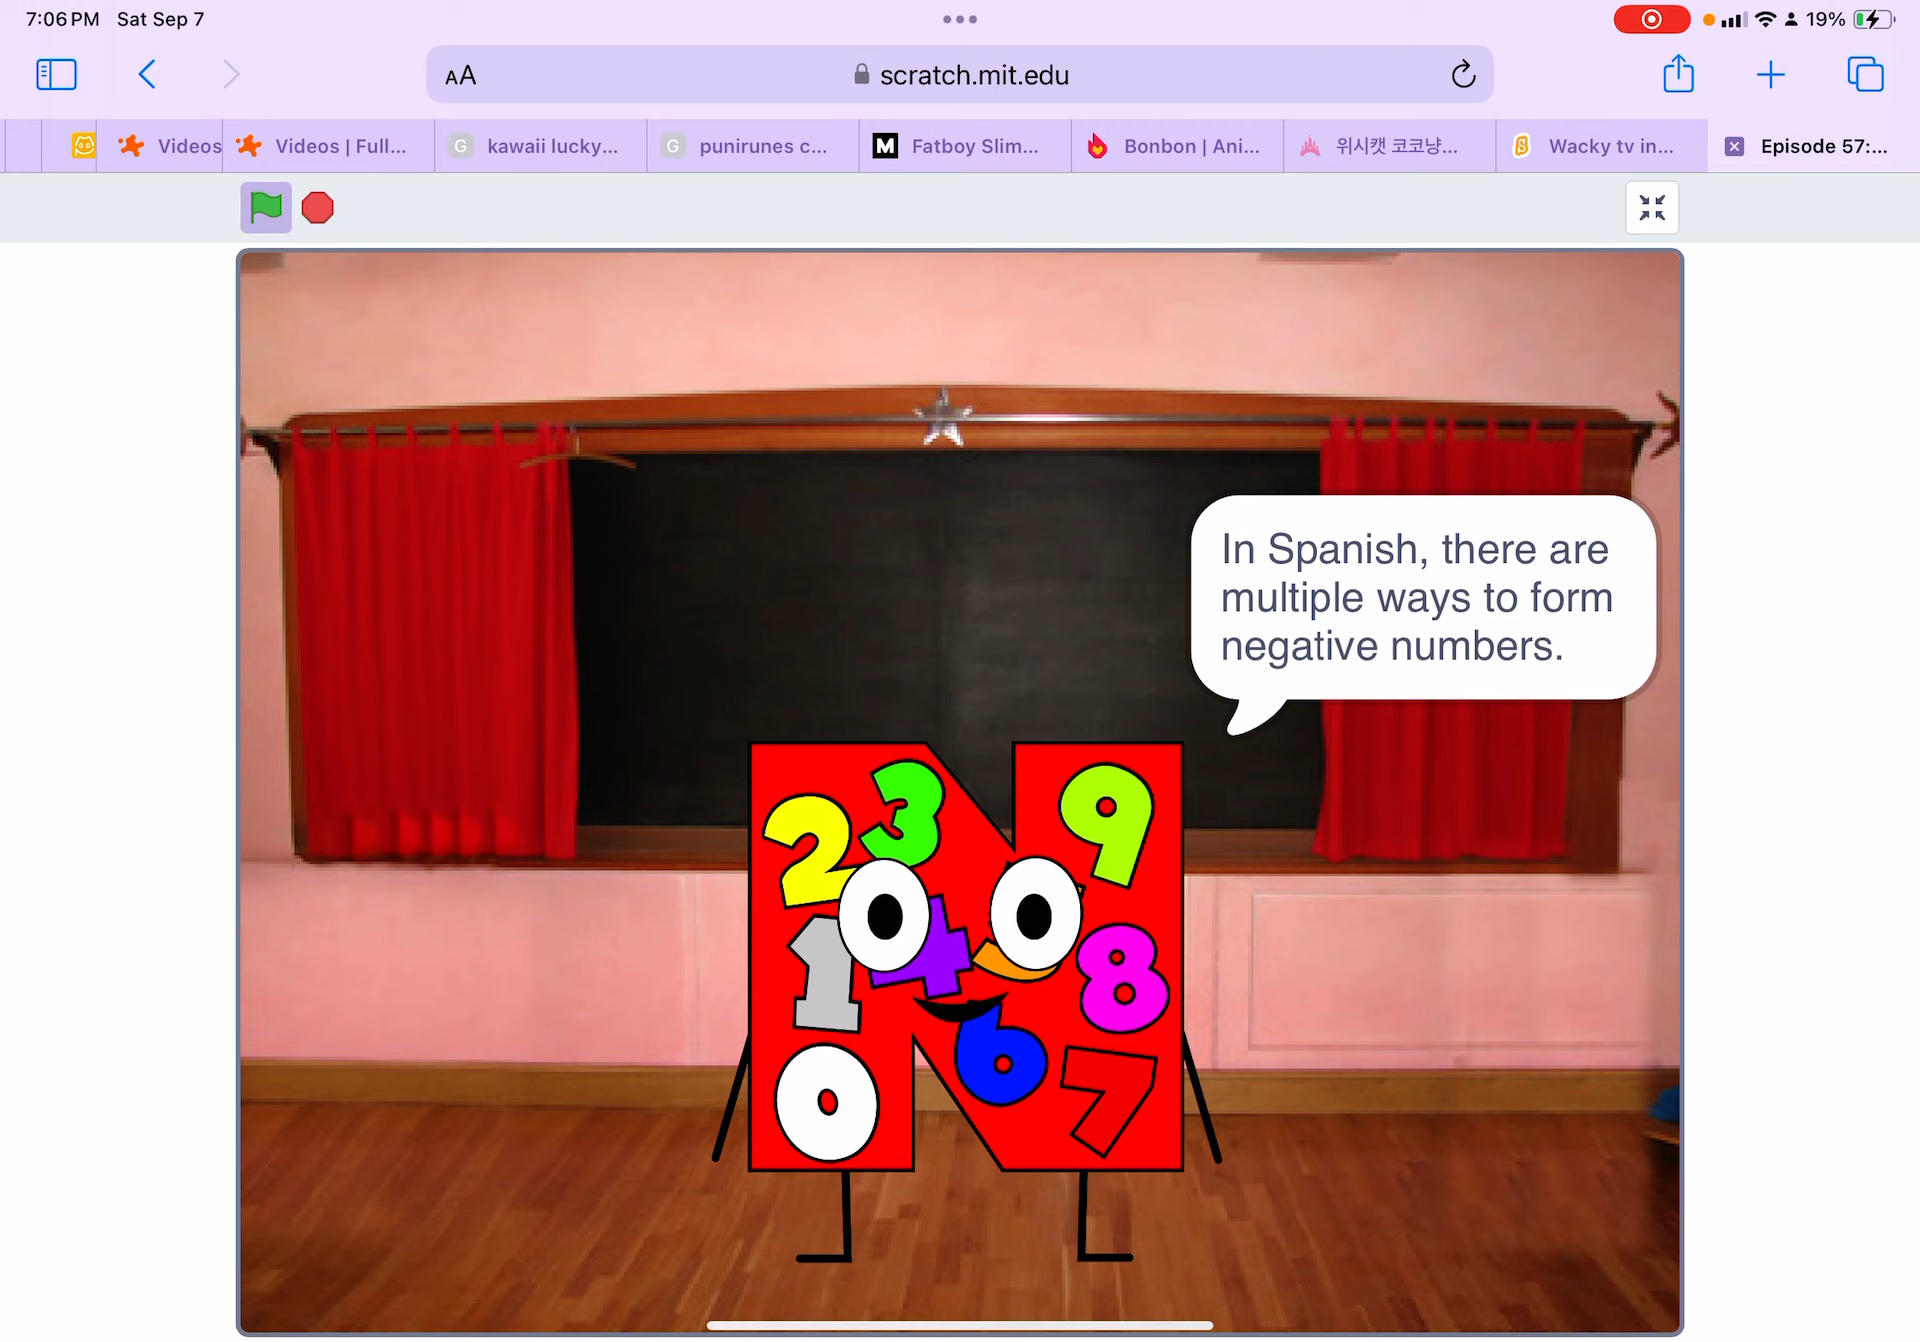 7:06 PM Sat Sep 7
19%
AA
scratch.mit.edu
Videos
Videos | Full...
G kawaii lucky...
G punirunes c...
M Fatboy Slim...
Bonbon | Ani...
위시캣 코코냥...
Wacky tv in...
Episode 57:...
In Spanish, there are
multiple ways to form
negative numbers.
3
9
2
4
8
1
6
7
0